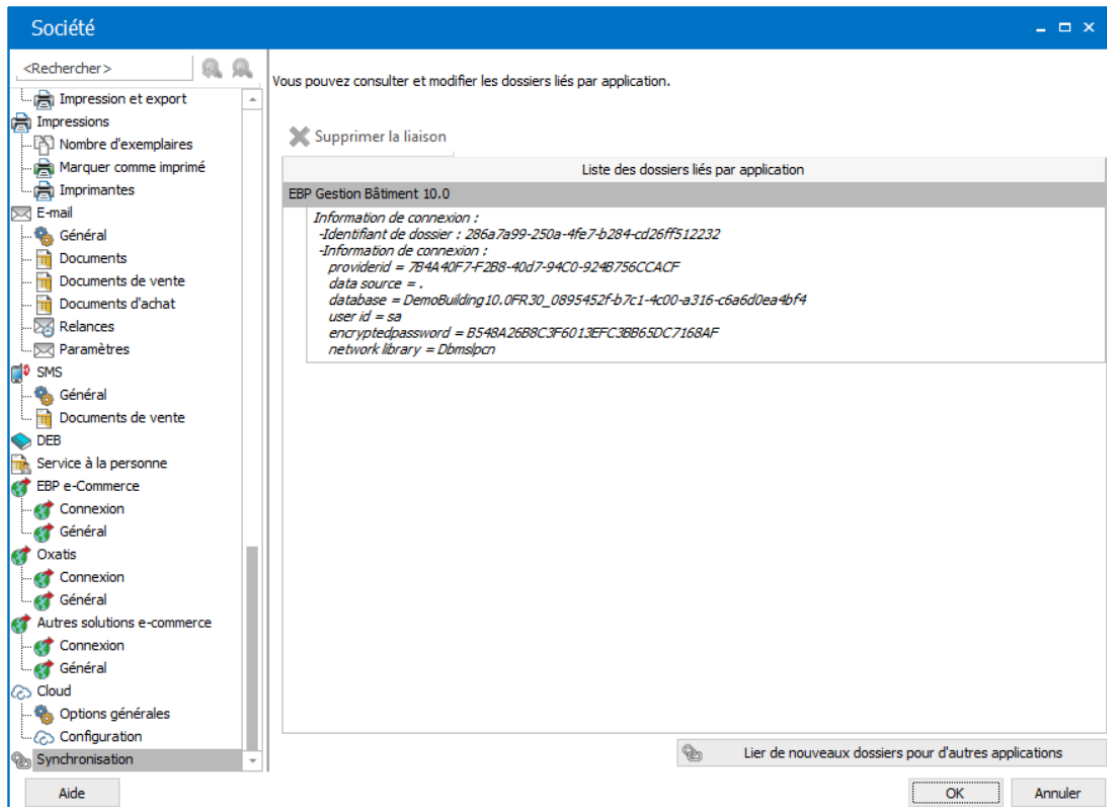 Société
<Rechercher>
Impression et export
Impressions
Nombre d'exemplaires
Marquer comme imprimé
Imprimantes
E-mail
Général
Documents
Documents de vente
Documents d'achat
Relances
Paramètres
SMS
Général
Documents de vente
DEB
Service à la personne
EBP e-Commerce
Connexion
Général
Oxatis
Connexion
Général
Autres solutions e-commerce
Connexion
Général
Cloud
Options générales
Configuration
Synchronisation
Vous pouvez consulter et modifier les dossiers liés par application.
Supprimer la liaison
Liste des dossiers liés par application
EBP Gestion Bâtiment 10.0
Information de connexion :
-Identifiant de dossier : 286a7a99-250a-4fe7-b284-cd26ff512232
-Information de connexion :
providerid = 7B4A40F7-F2B8-40d7-94C0-924B756CCACF
data source = .
database = DemoBuilding10.0FR30_0895452f-b7c1-4c00-a316-c6a6d0ea4bf4
user id = sa
encryptedpassword = B548A26B8C3F6013EFC3BB65DC7168AF
network library = Dbmslpcn
Lier de nouveaux dossiers pour d'autres applications
Aide
OK
Annuler